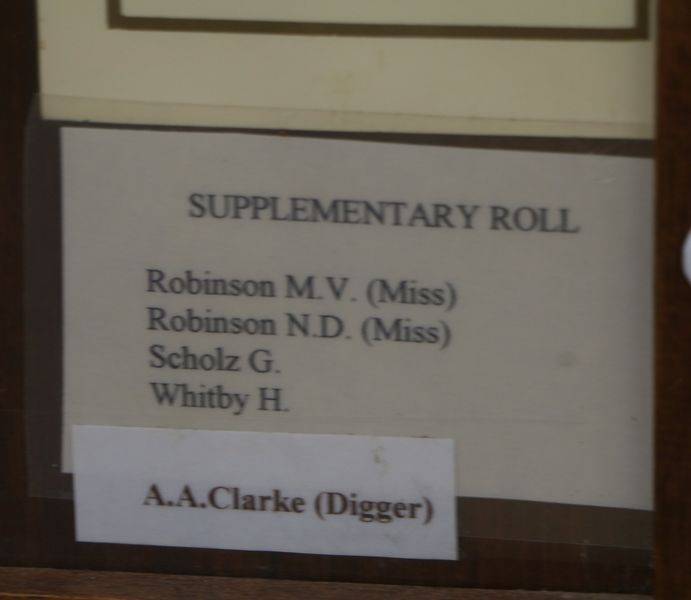 SUPPLEMENTARY ROLL
Robinson M.V. (Miss)
Robinson N.D. (Miss)
Scholz G.
Whitby H.
A.A.Clarke (Digger)